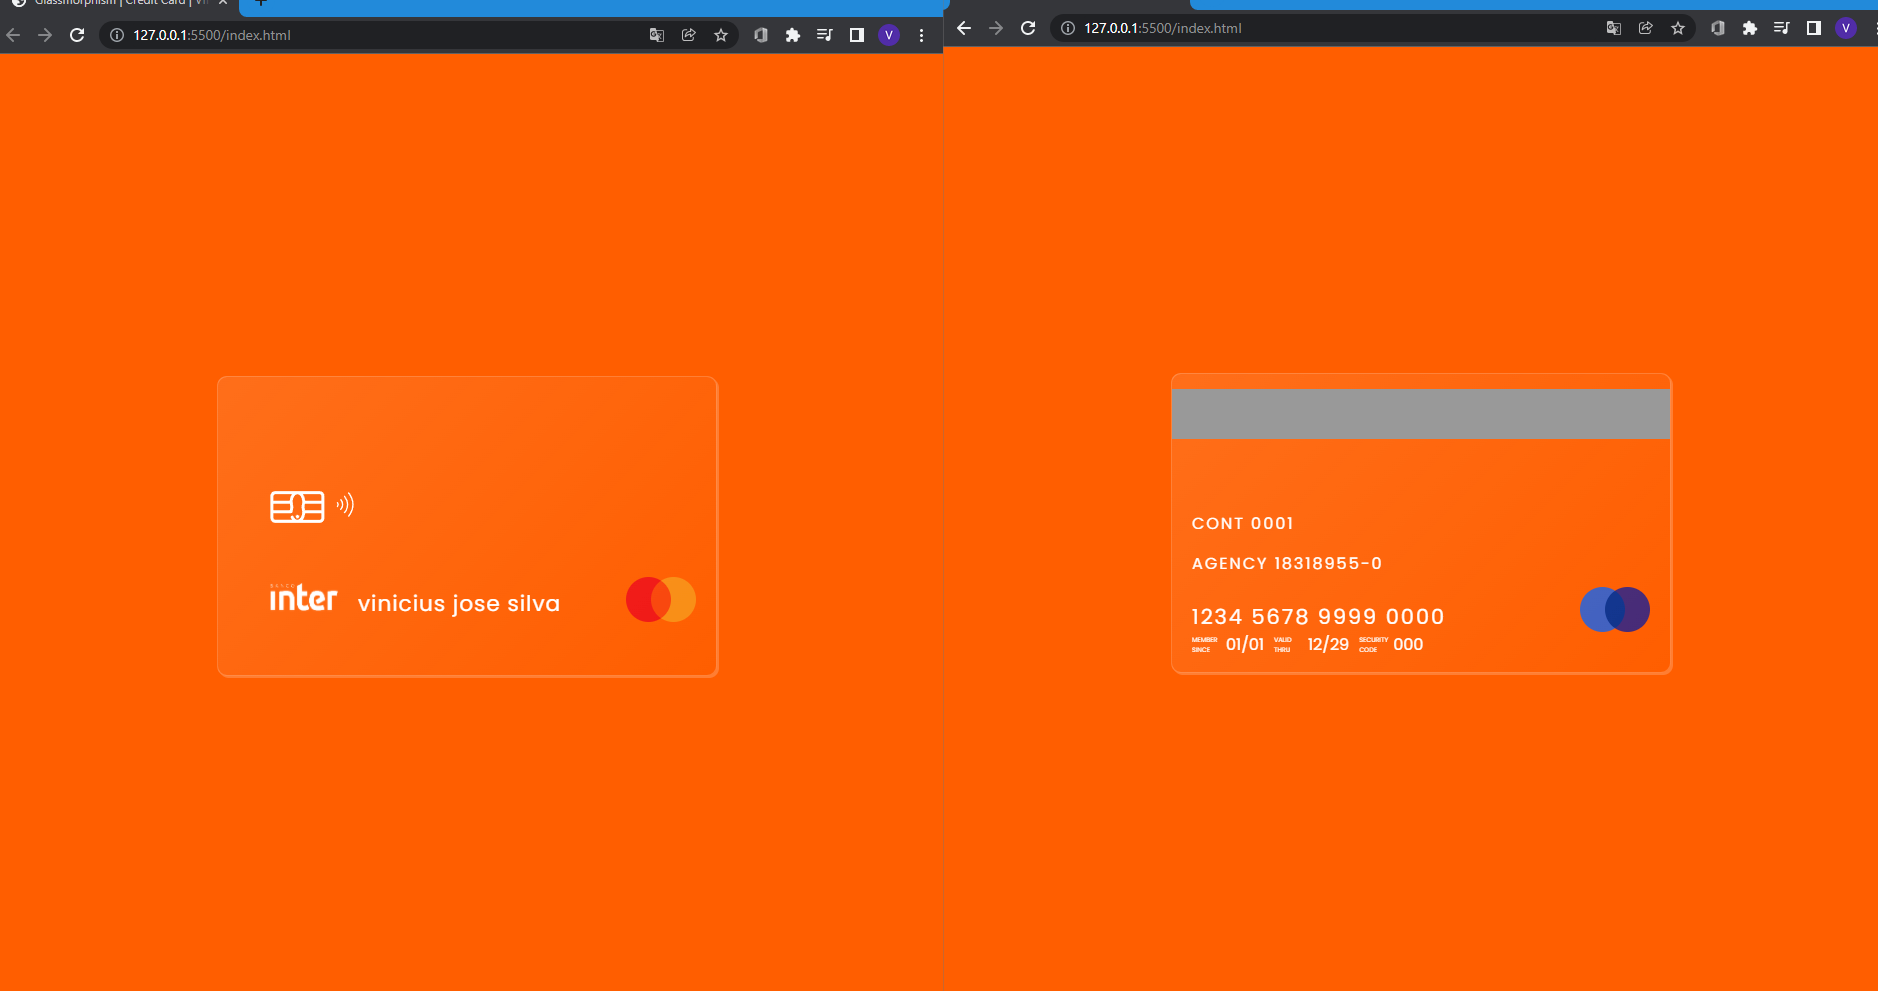 Glassmorphism | Credit Card | Vi
127.0.0.1:5500/index.html
V
BANCO
inter
vinicius jose silva
127.0.0.1:5500/index.html
V
CONT 0001
AGENCY 18318955-0
1234 5678 9999 0000
MEMBER SINCE 01/01 VALID THRU 12/29 SECURITY CODE 000